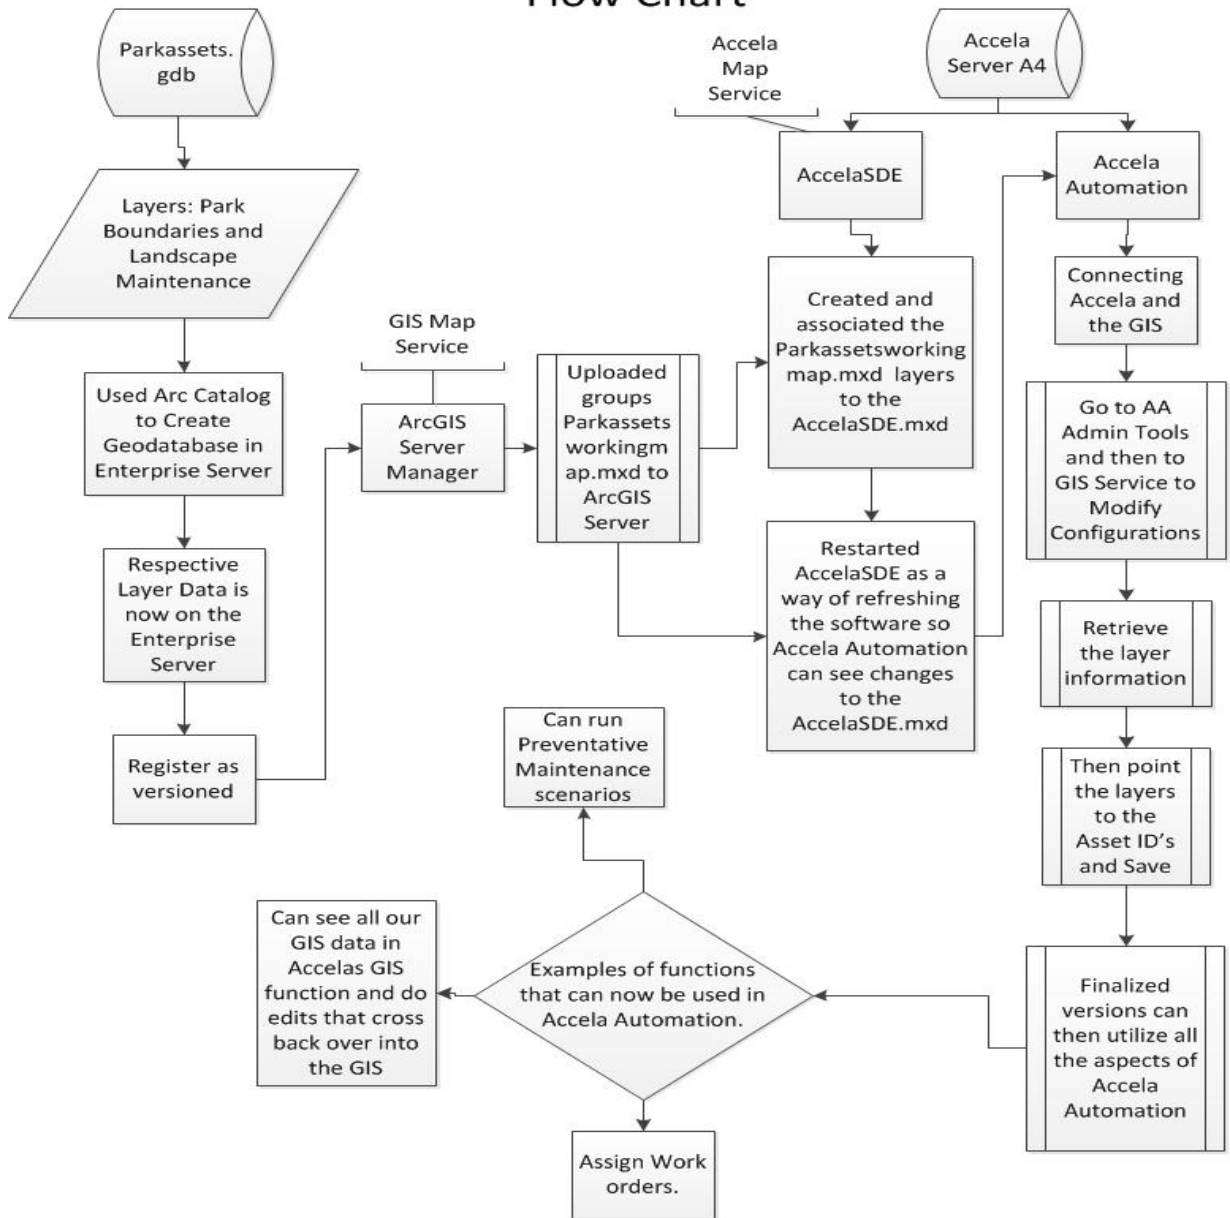 Flow Chart
Parkassets.
gdb
Layers: Park
Boundaries and
Landscape
Maintenance
Used Arc Catalog
to Create
Geodatabase in
Enterprise Server
Respective
Layer Data is
now on the
Enterprise
Server
Register as
versioned
GIS Map
Service
ArcGIS
Server
Manager
Uploaded
groups
Parkassets
workingm
ap.mxd to
ArcGIS
Server
Accela
Map
Service
Accela
Server A4
AccelaSDE
Created and
associated the
Parkassetsworking
map.mxd layers
to the
AccelaSDE.mxd
Restarted
AccelaSDE as a
way of refreshing
the software so
Accela Automation
can see changes
to the
AccelaSDE.mxd
Accela
Automation
Connecting
Accela and
the GIS
Go to AA
Admin Tools
and then to
GIS Service to
Modify
Configurations
Retrieve
the layer
information
Then point
the layers
to the
Asset ID’s
and Save
Finalized
versions can
then utilize all
the aspects of
Accela
Automation
Examples of functions
that can now be used in
Accela Automation.
Can run
Preventative
Maintenance
scenarios
Can see all our
GIS data in
Accelas GIS
function and do
edits that cross
back over into
the GIS
Assign Work
orders.